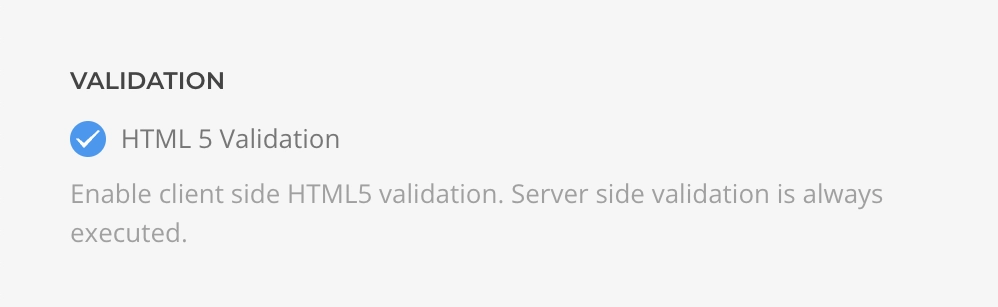 VALIDATION
HTML 5 Validation
Enable client side HTML5 validation. Server side validation is always
executed.